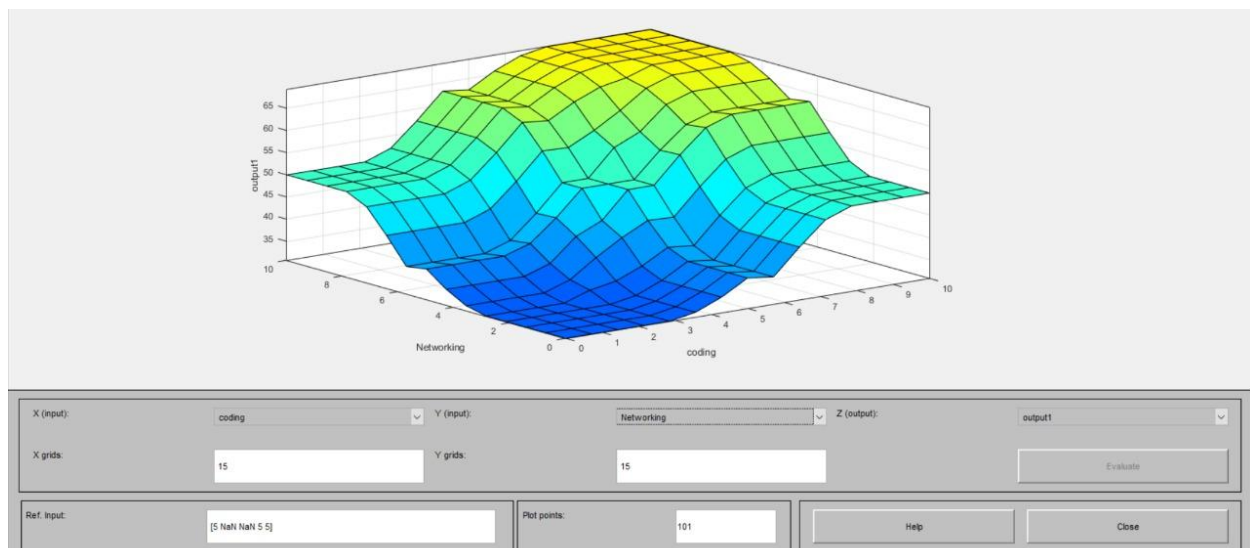 65
60
55
50
45
40
35
output1
10
8
6
4
2
0
Networking
0
1
2
3
4
5
6
7
8
9
10
coding
X (input):
coding
Y (input):
Networking
Z (output):
output1
X grids:
15
Y grids:
15
Evaluate
Ref. Input:
[5 NaN NaN 5 5]
Plot points:
101
Help
Close